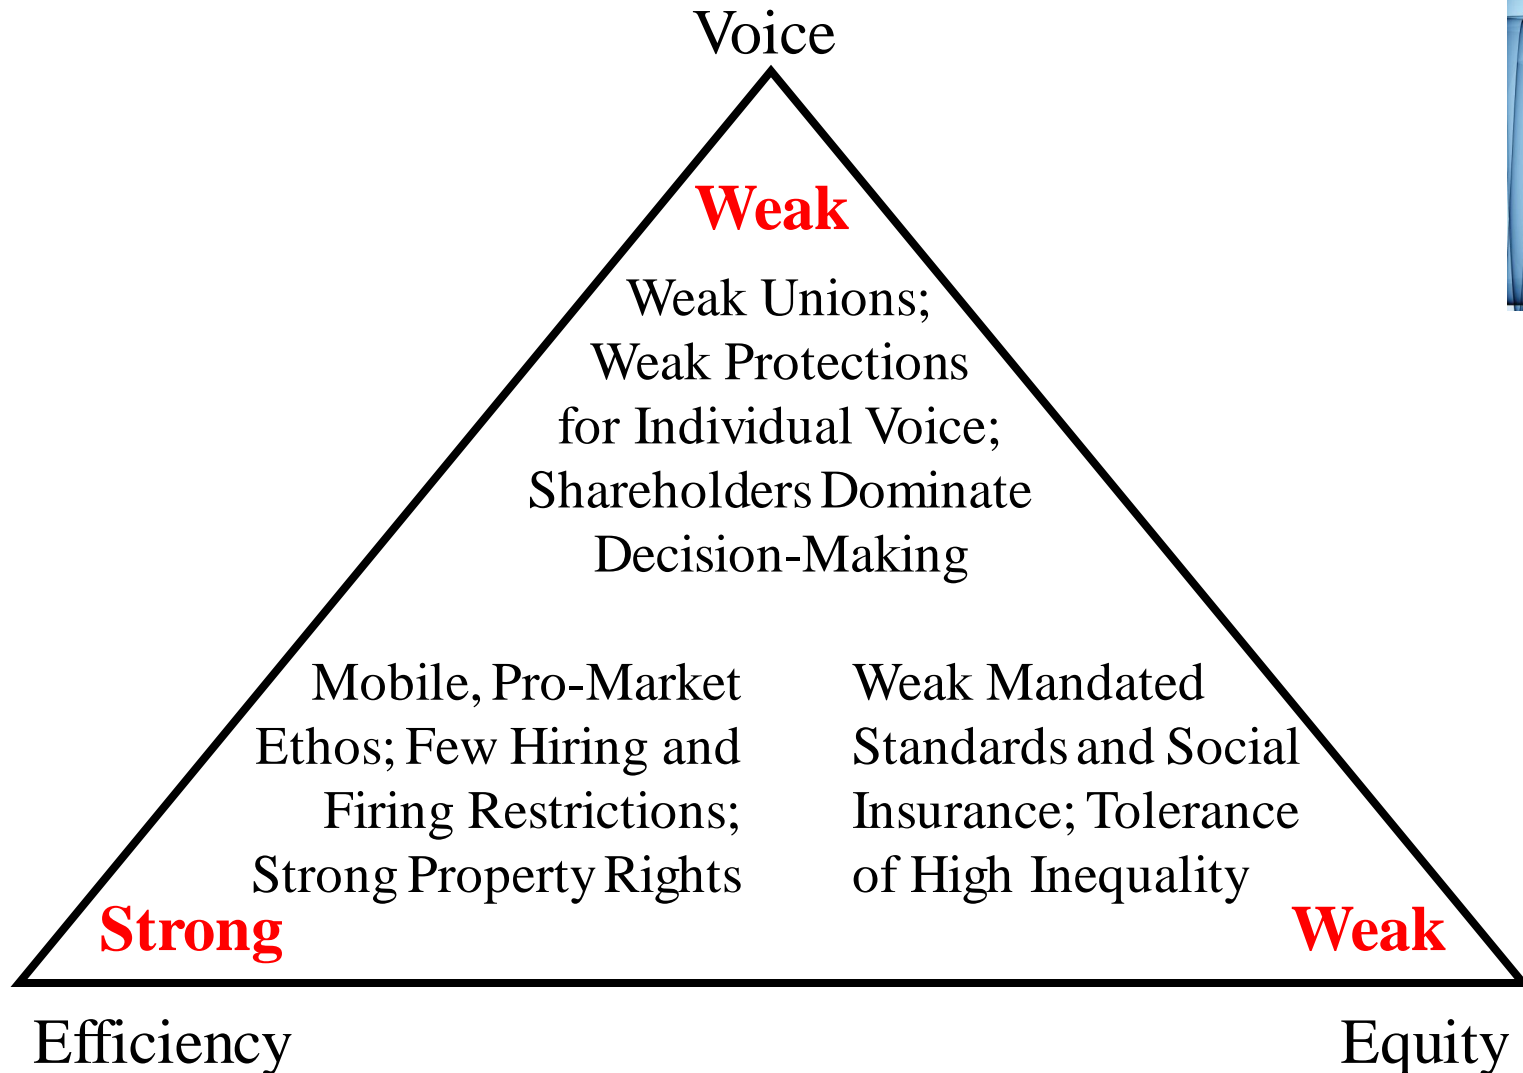 Voice
Weak
Weak Unions;
Weak Protections
for Individual Voice;
Shareholders Dominate
Decision-Making
Mobile, Pro-Market
Ethos; Few Hiring and
Firing Restrictions;
Strong Property Rights
Strong
Weak Mandated
Standards and Social
Insurance; Tolerance
of High Inequality
Weak
Efficiency
Equity